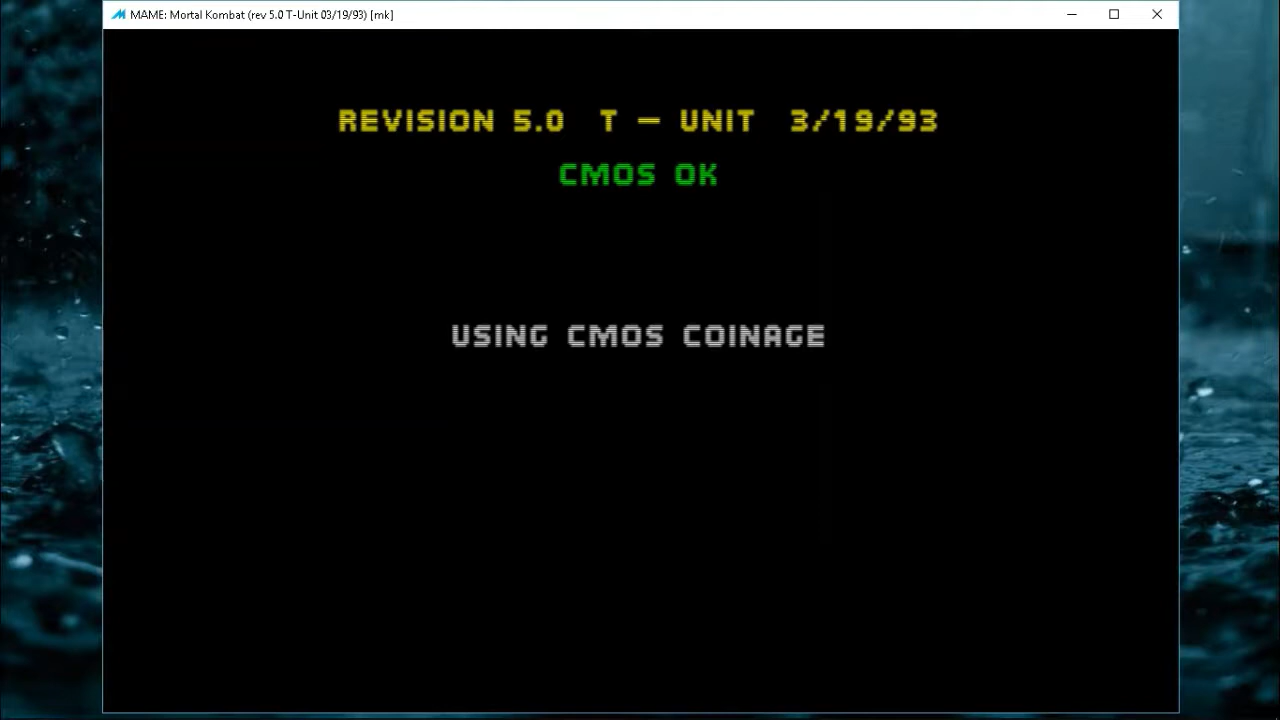 MAME: Mortal Kombat (rev 5.0 T-Unit 03/19/93) [mk]
REVISION 5.0 T - UNIT 3/19/93
CMOS OK
USING CMOS COINAGE